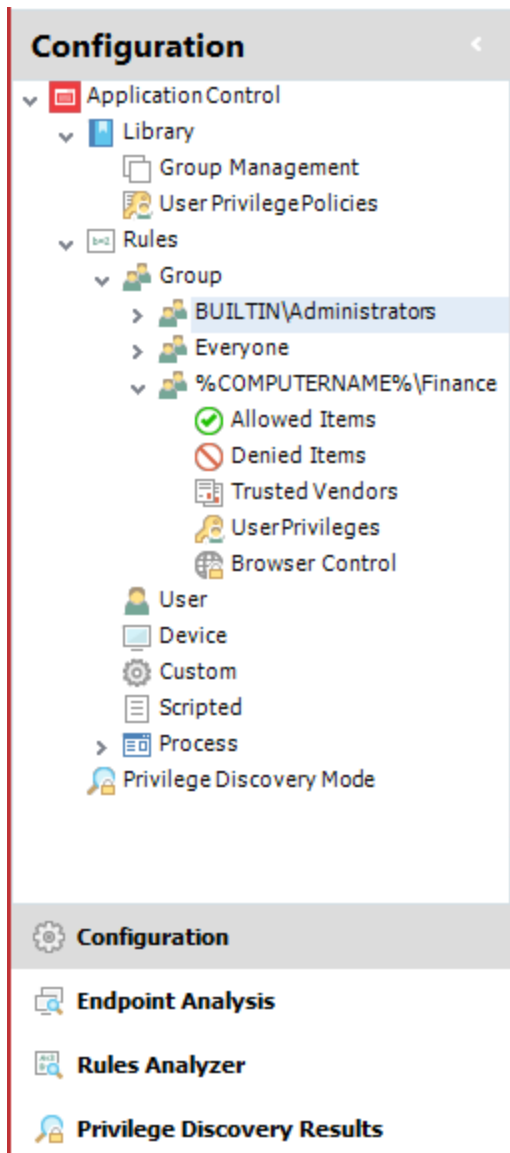 Configuration
Application Control
Library
Group Management
User Privilege Policies
Rules
Group
BUILTIN\Administrators
Everyone
%COMPUTERNAME%\Finance
Allowed Items
Denied Items
Trusted Vendors
User Privileges
Browser Control
User
Device
Custom
Scripted
Process
Privilege Discovery Mode
Configuration
Endpoint Analysis
Rules Analyzer
Privilege Discovery Results